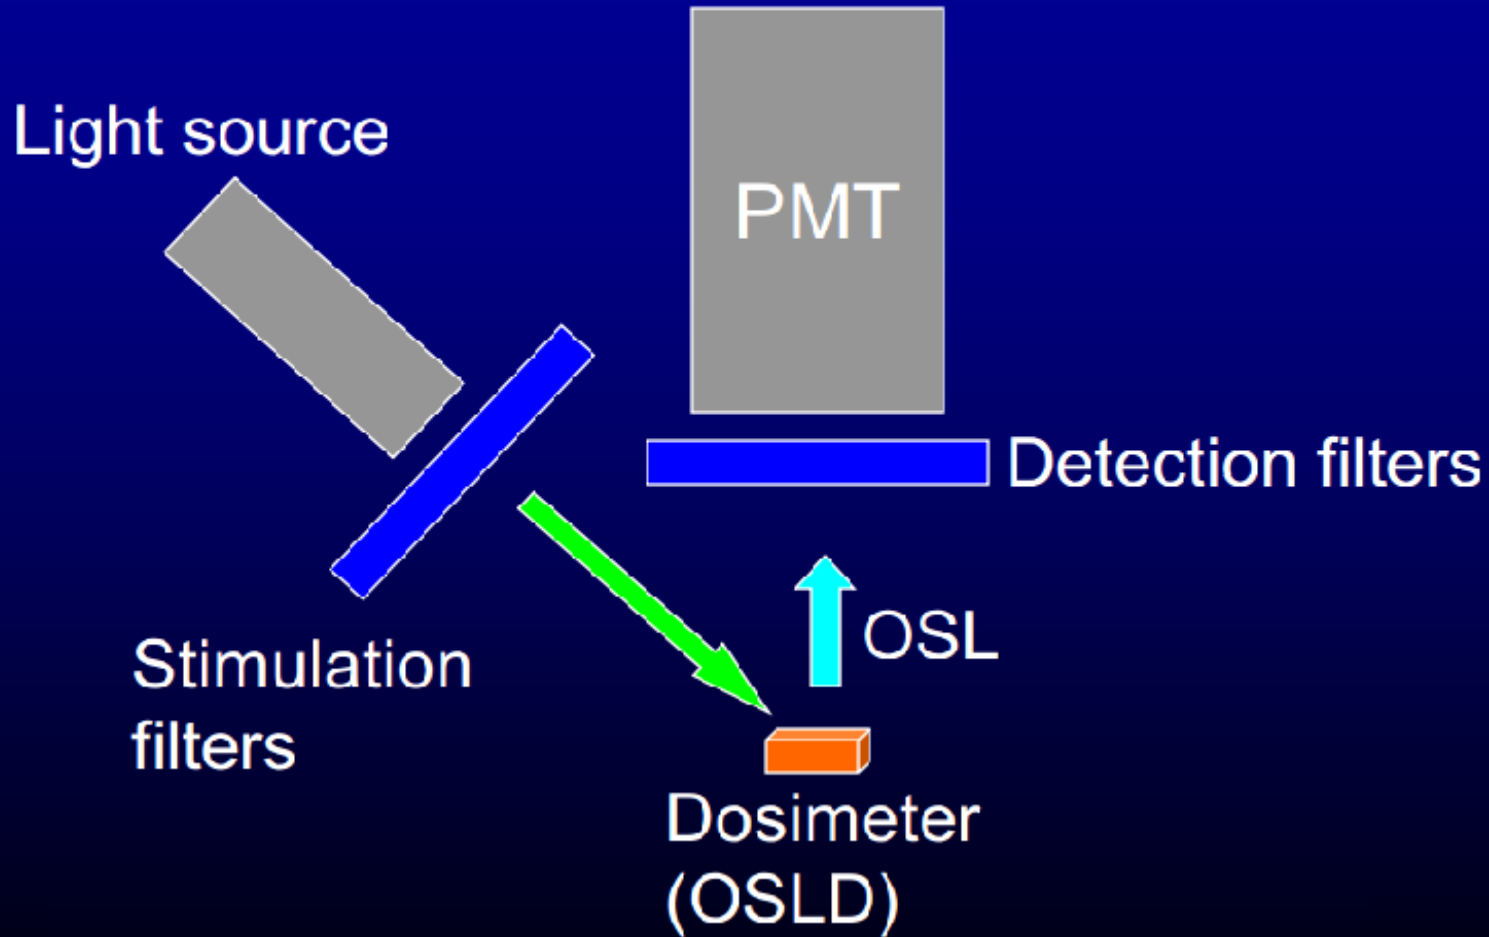 Light source
PMT
Detection filters
OSL
Stimulation
filters
Dosimeter
(OSLD)